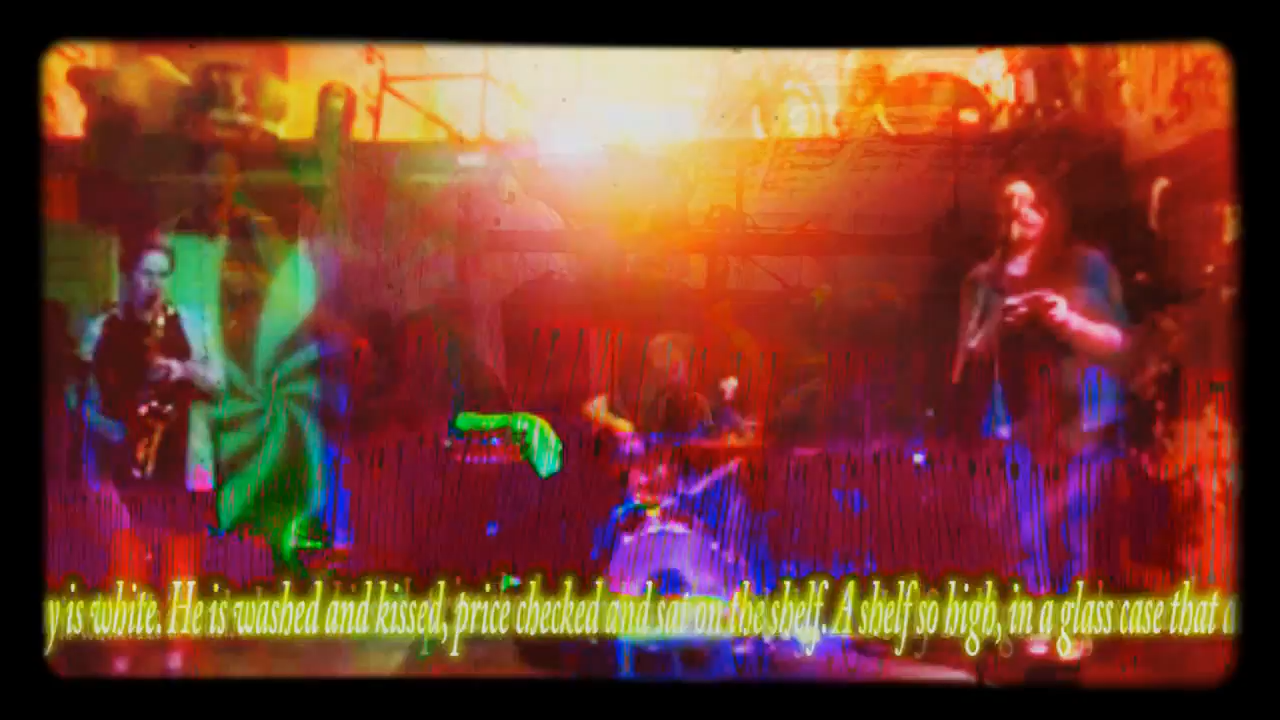 y is white. He is washed and kissed, price checked and sat on the shelf. A shelf so high, in a glass case that